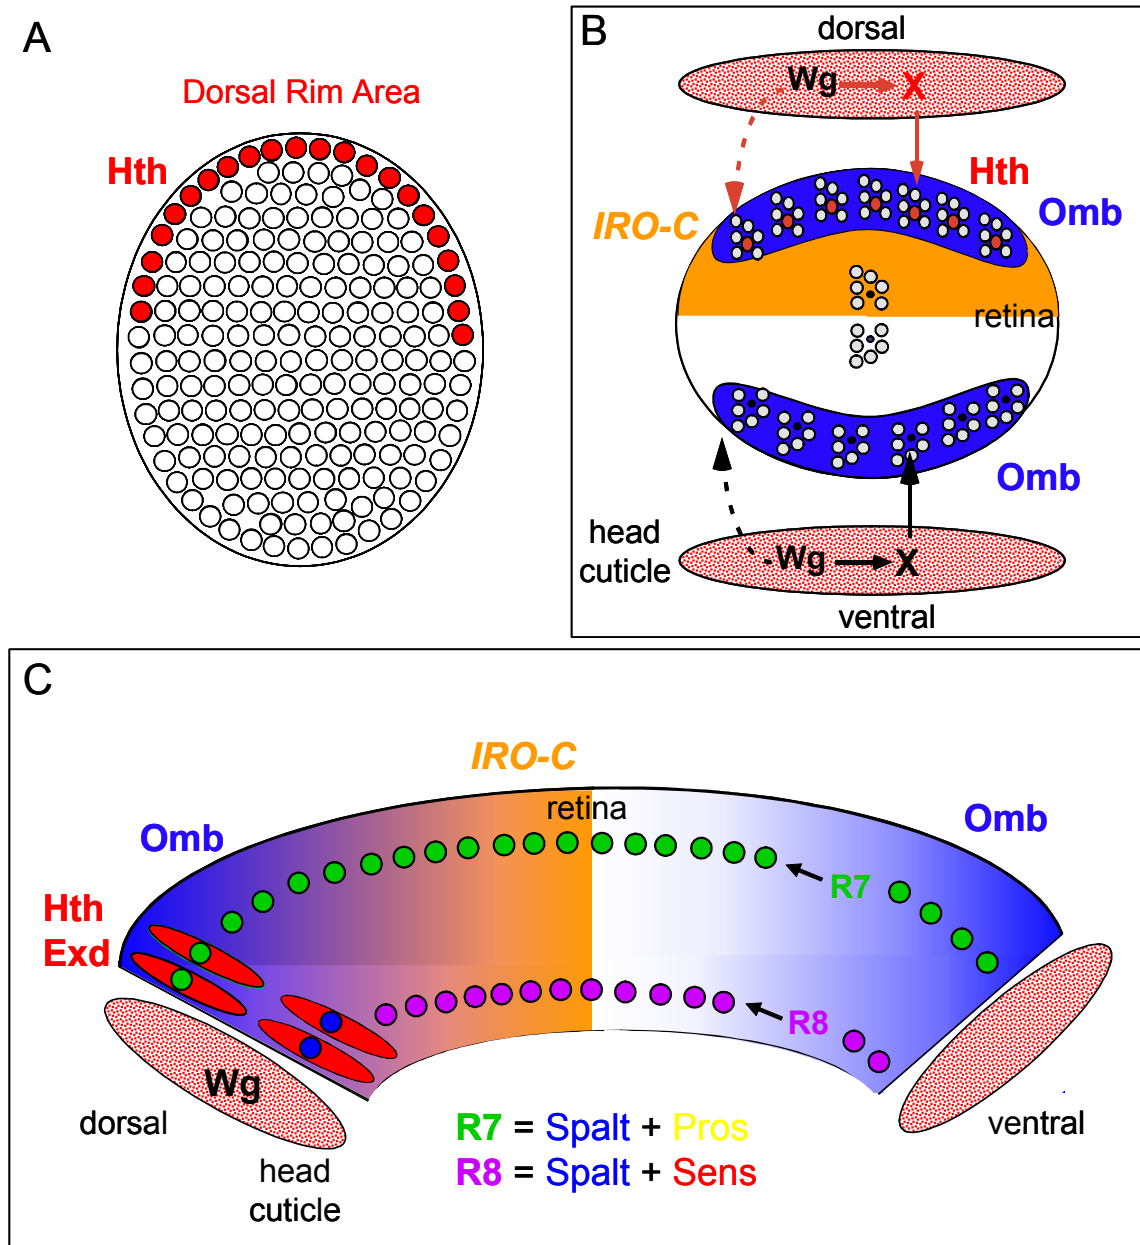 A
Dorsal Rim Area
Hth
B
dorsal
Wg X
Hth
IRO-C
Omb
retina
Omb
head
cuticle
Wg X
ventral
C
IRO-C
retina
Omb
Omb
Hth
Exd
R7
R8
Wg
dorsal
head
cuticle
ventral
R7 = Spalt + Pros
R8 = Spalt + Sens